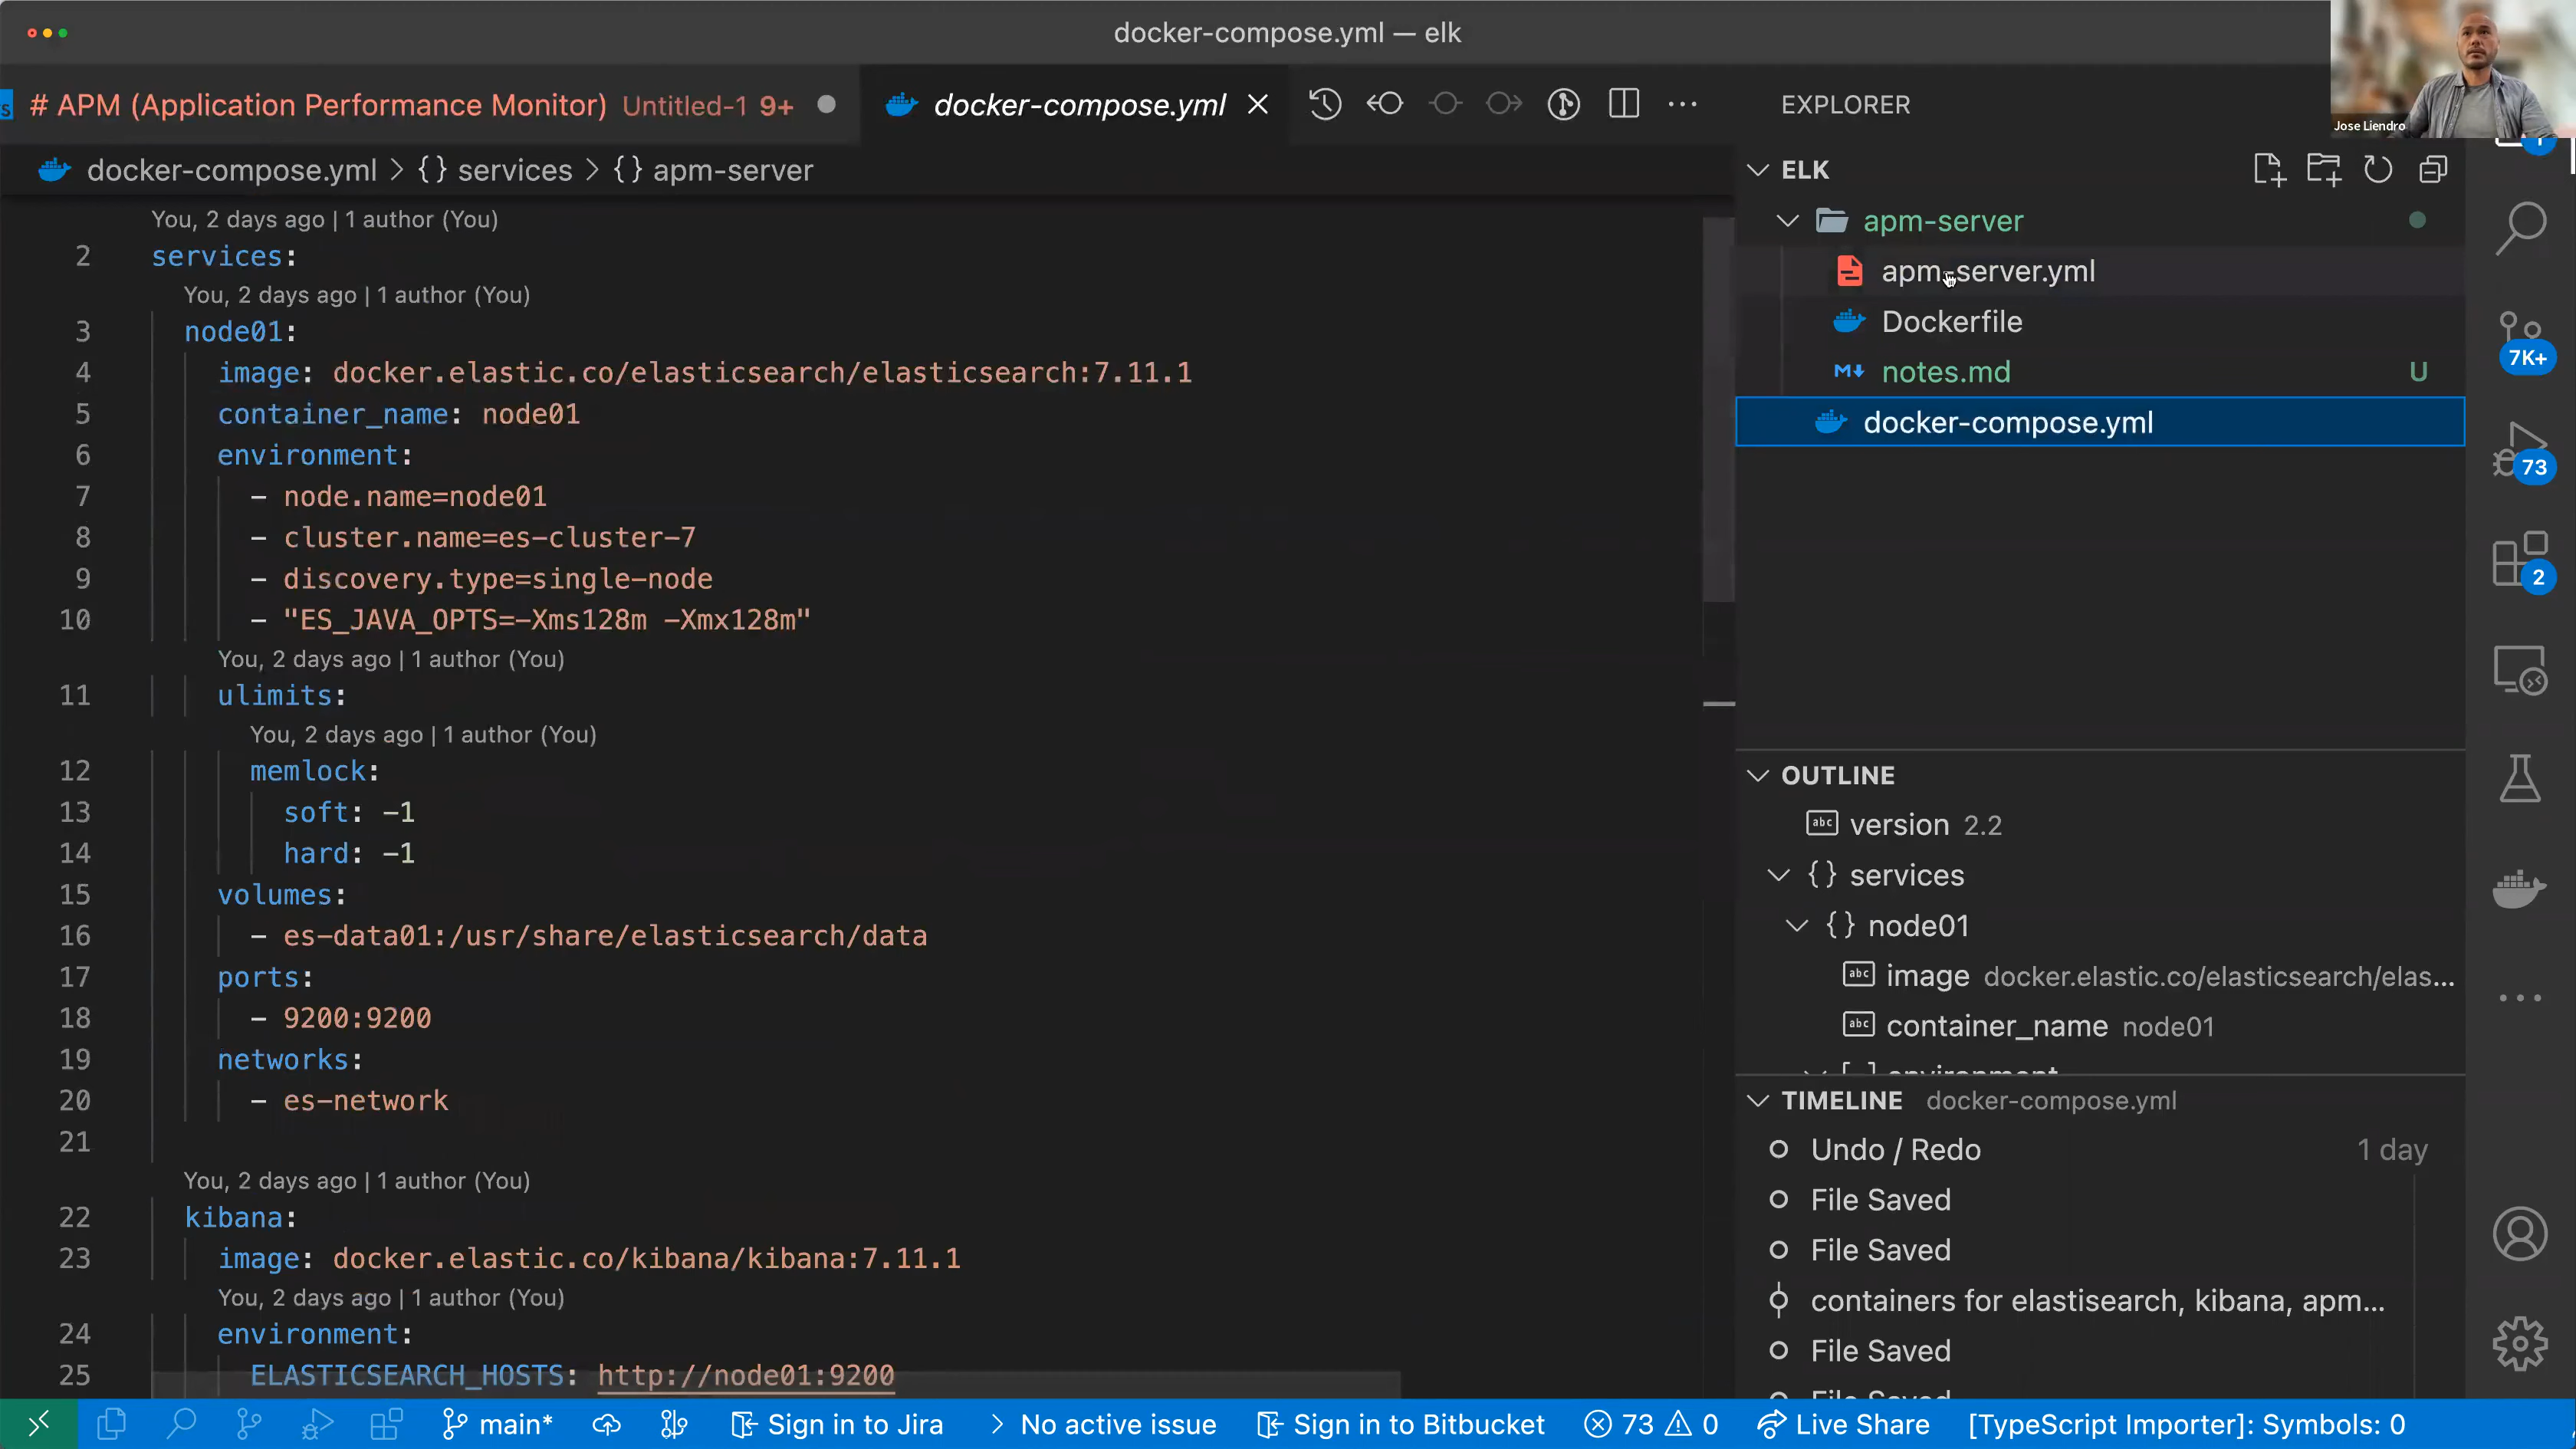 docker-compose.yml — elk
# APM (Application Performance Monitor) Untitled-1 9+
docker-compose.yml
EXPLORER
Jose Liendro
docker-compose.yml > {} services > {} apm-server
You, 2 days ago | 1 author (You)
2 services:
You, 2 days ago | 1 author (You)
3 node01:
4 image: docker.elastic.co/elasticsearch/elasticsearch:7.11.1
5 container_name: node01
6 environment:
7 - node.name=node01
8 - cluster.name=es-cluster-7
9 - discovery.type=single-node
10 - "ES_JAVA_OPTS=-Xms128m -Xmx128m"
You, 2 days ago | 1 author (You)
11 ulimits:
You, 2 days ago | 1 author (You)
12 memlock:
13 soft: -1
14 hard: -1
15 volumes:
16 - es-data01:/usr/share/elasticsearch/data
17 ports:
18 - 9200:9200
19 networks:
20 - es-network
21
You, 2 days ago | 1 author (You)
22 kibana:
23 image: docker.elastic.co/kibana/kibana:7.11.1
You, 2 days ago | 1 author (You)
24 environment:
25 ELASTICSEARCH_HOSTS: http://node01:9200
ELK
apm-server
apm-server.yml
Dockerfile
notes.md U
docker-compose.yml
OUTLINE
abc version 2.2
{} services
{} node01
abc image docker.elastic.co/elasticsearch/elas...
abc container_name node01
[ ] environment
TIMELINE docker-compose.yml
Undo / Redo 1 day
File Saved
File Saved
containers for elastisearch, kibana, apm...
File Saved
File Saved
1
7K+
73
2
main* Sign in to Jira > No active issue Sign in to Bitbucket 73 0 Live Share [TypeScript Importer]: Symbols: 0